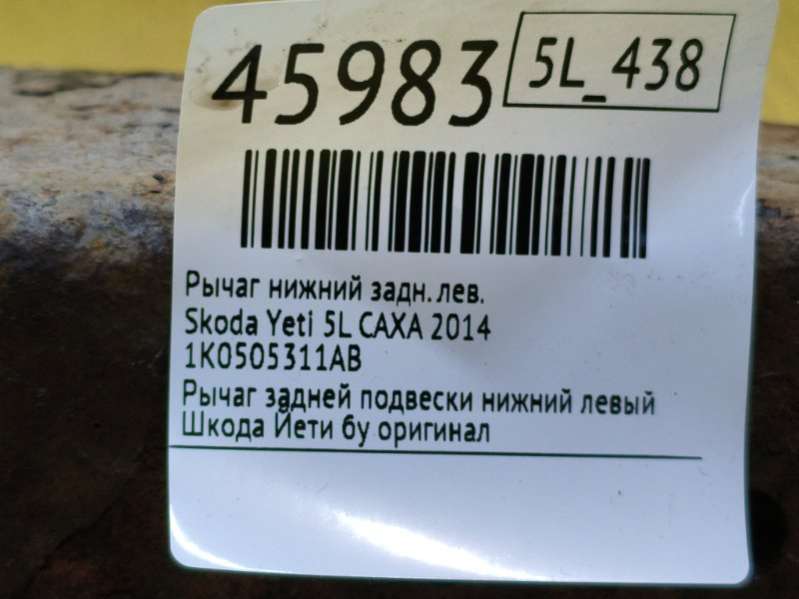 45983
5L_438
Рычаг нижний задн. лев.
Skoda Yeti 5L CAXA 2014
1K0505311AB
Рычаг задней подвески нижний левый
Шкода Йети бу оригинал